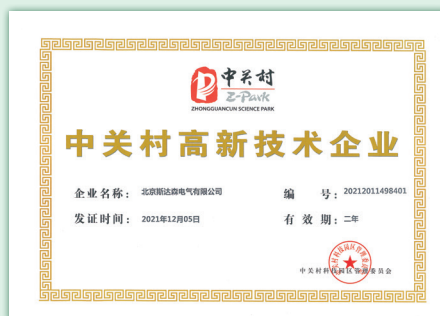 中关村
Z-Park
ZHONGGUANCUN SCIENCE PARK
中关村高新技术企业
企业名称： 北京斯达森电气有限公司 编 号：20212011498401
发证时间： 2021年12月05日 有 效 期：二年
中关村科技园区管理委员会